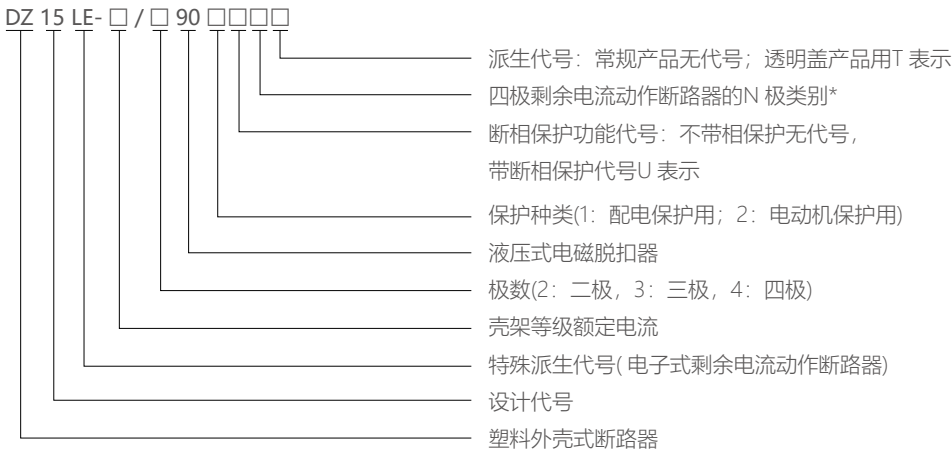 DZ 15 LE- □ / □ 90 □□□□
派生代号：常规产品无代号；透明盖产品用T 表示
四极剩余电流动作断路器的N 极类别*
断相保护功能代号：不带相保护无代号，
带断相保护代号U 表示
保护种类(1：配电保护用；2：电动机保护用)
液压式电磁脱扣器
极数(2：二极，3：三极，4：四极)
壳架等级额定电流
特殊派生代号( 电子式剩余电流动作断路器)
设计代号
塑料外壳式断路器